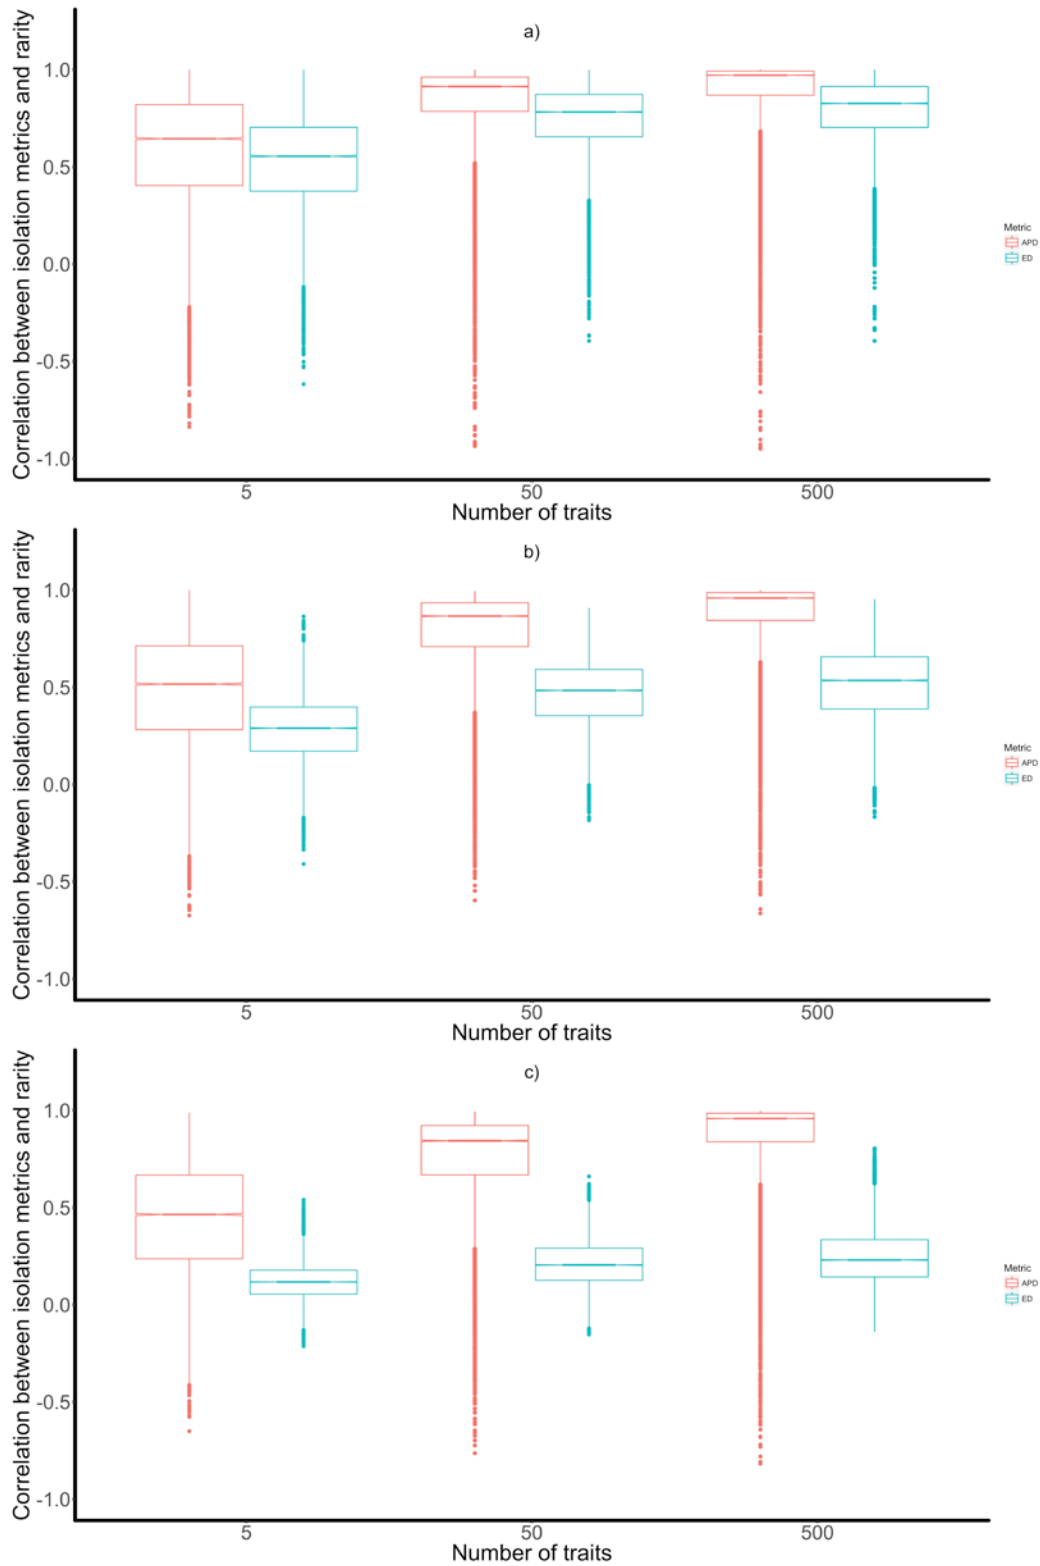 a)
Correlation between isolation metrics and rarity
1.0
0.5
0.0
-0.5
-1.0
5
50
500
Number of traits
Metric
APD
ED
b)
Correlation between isolation metrics and rarity
1.0
0.5
0.0
-0.5
-1.0
5
50
500
Number of traits
Metric
APD
ED
c)
Correlation between isolation metrics and rarity
1.0
0.5
0.0
-0.5
-1.0
5
50
500
Number of traits
Metric
APD
ED